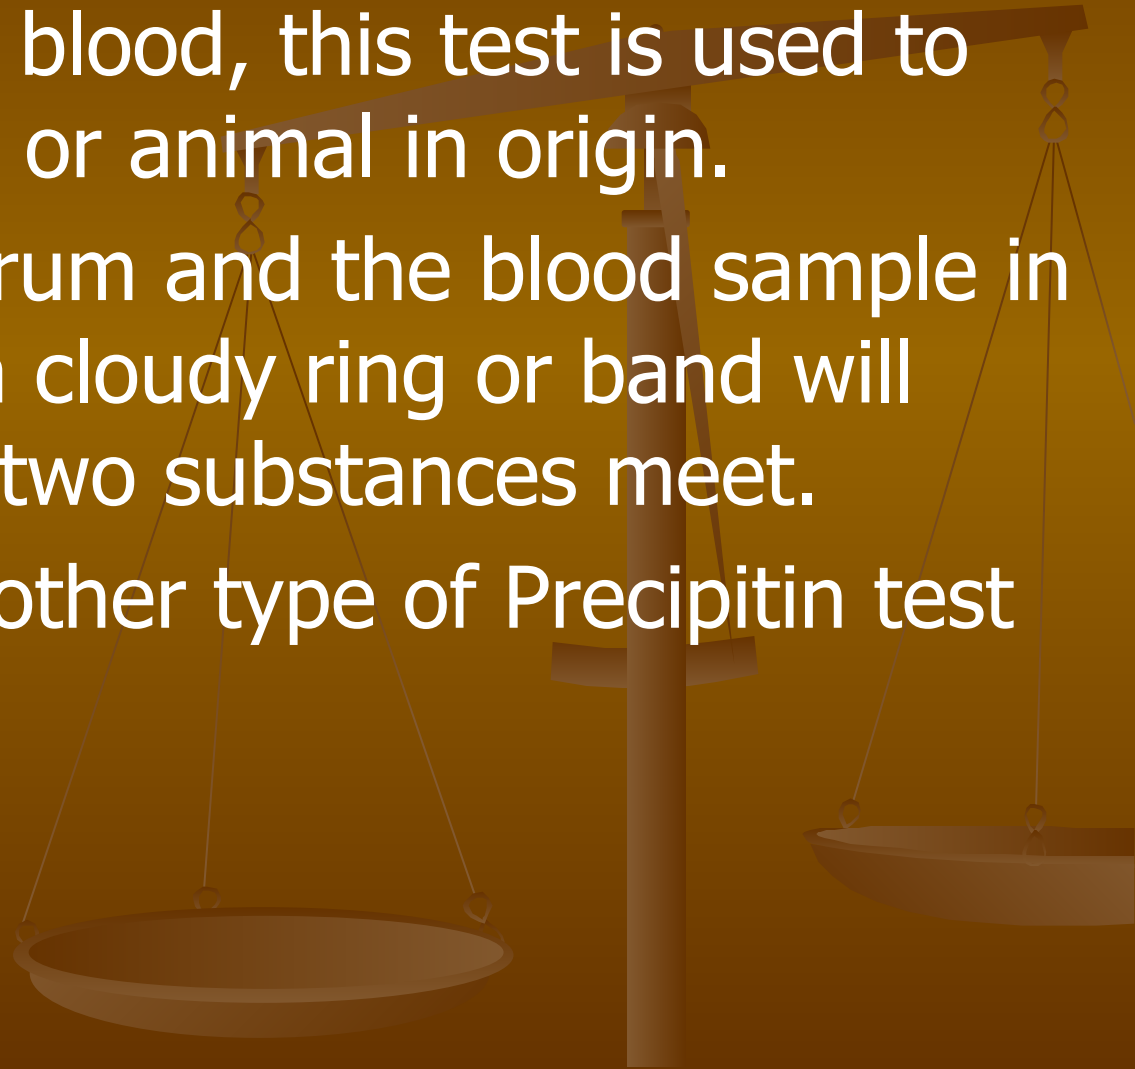 blood, this test is used to
or animal in origin.
rum and the blood sample in
cloudy ring or band will
two substances meet.
other type of Precipitin test